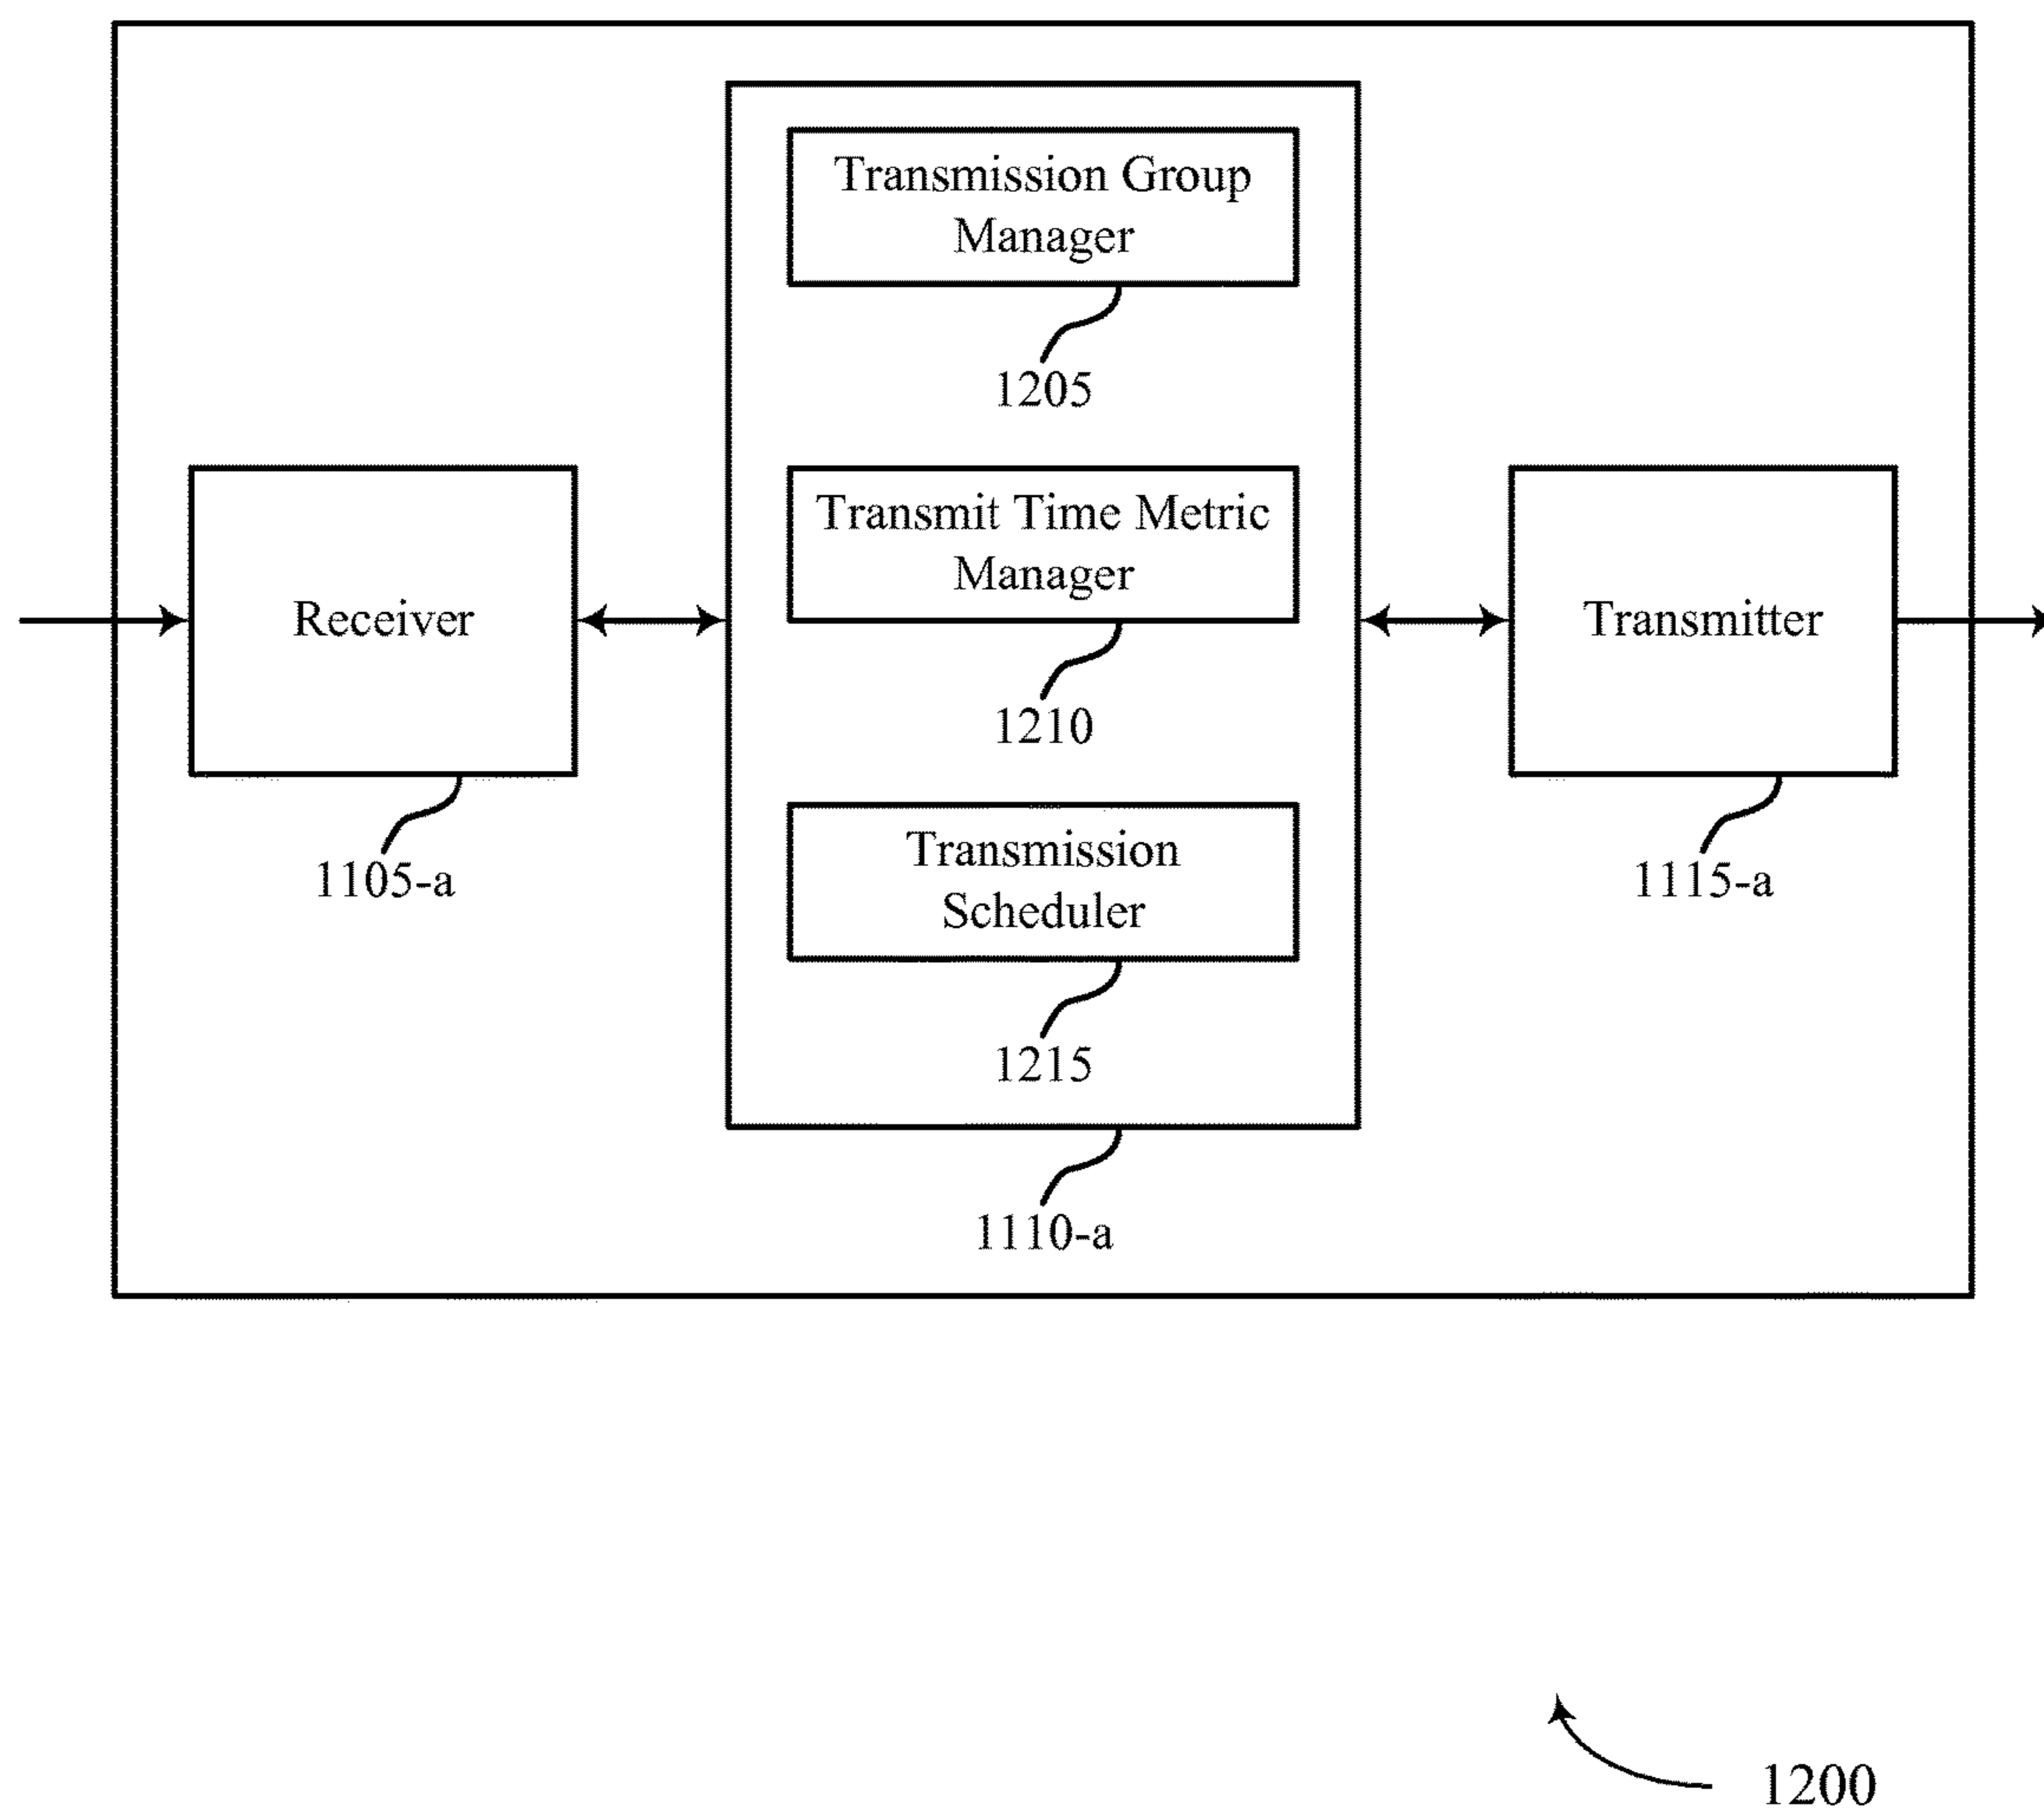 Transmission Group
Manager
1205
Receiver
1105-a
Transmit Time Metric
Manager
1210
Transmission
Scheduler
1215
1110-a
Transmitter
1115-a
1200